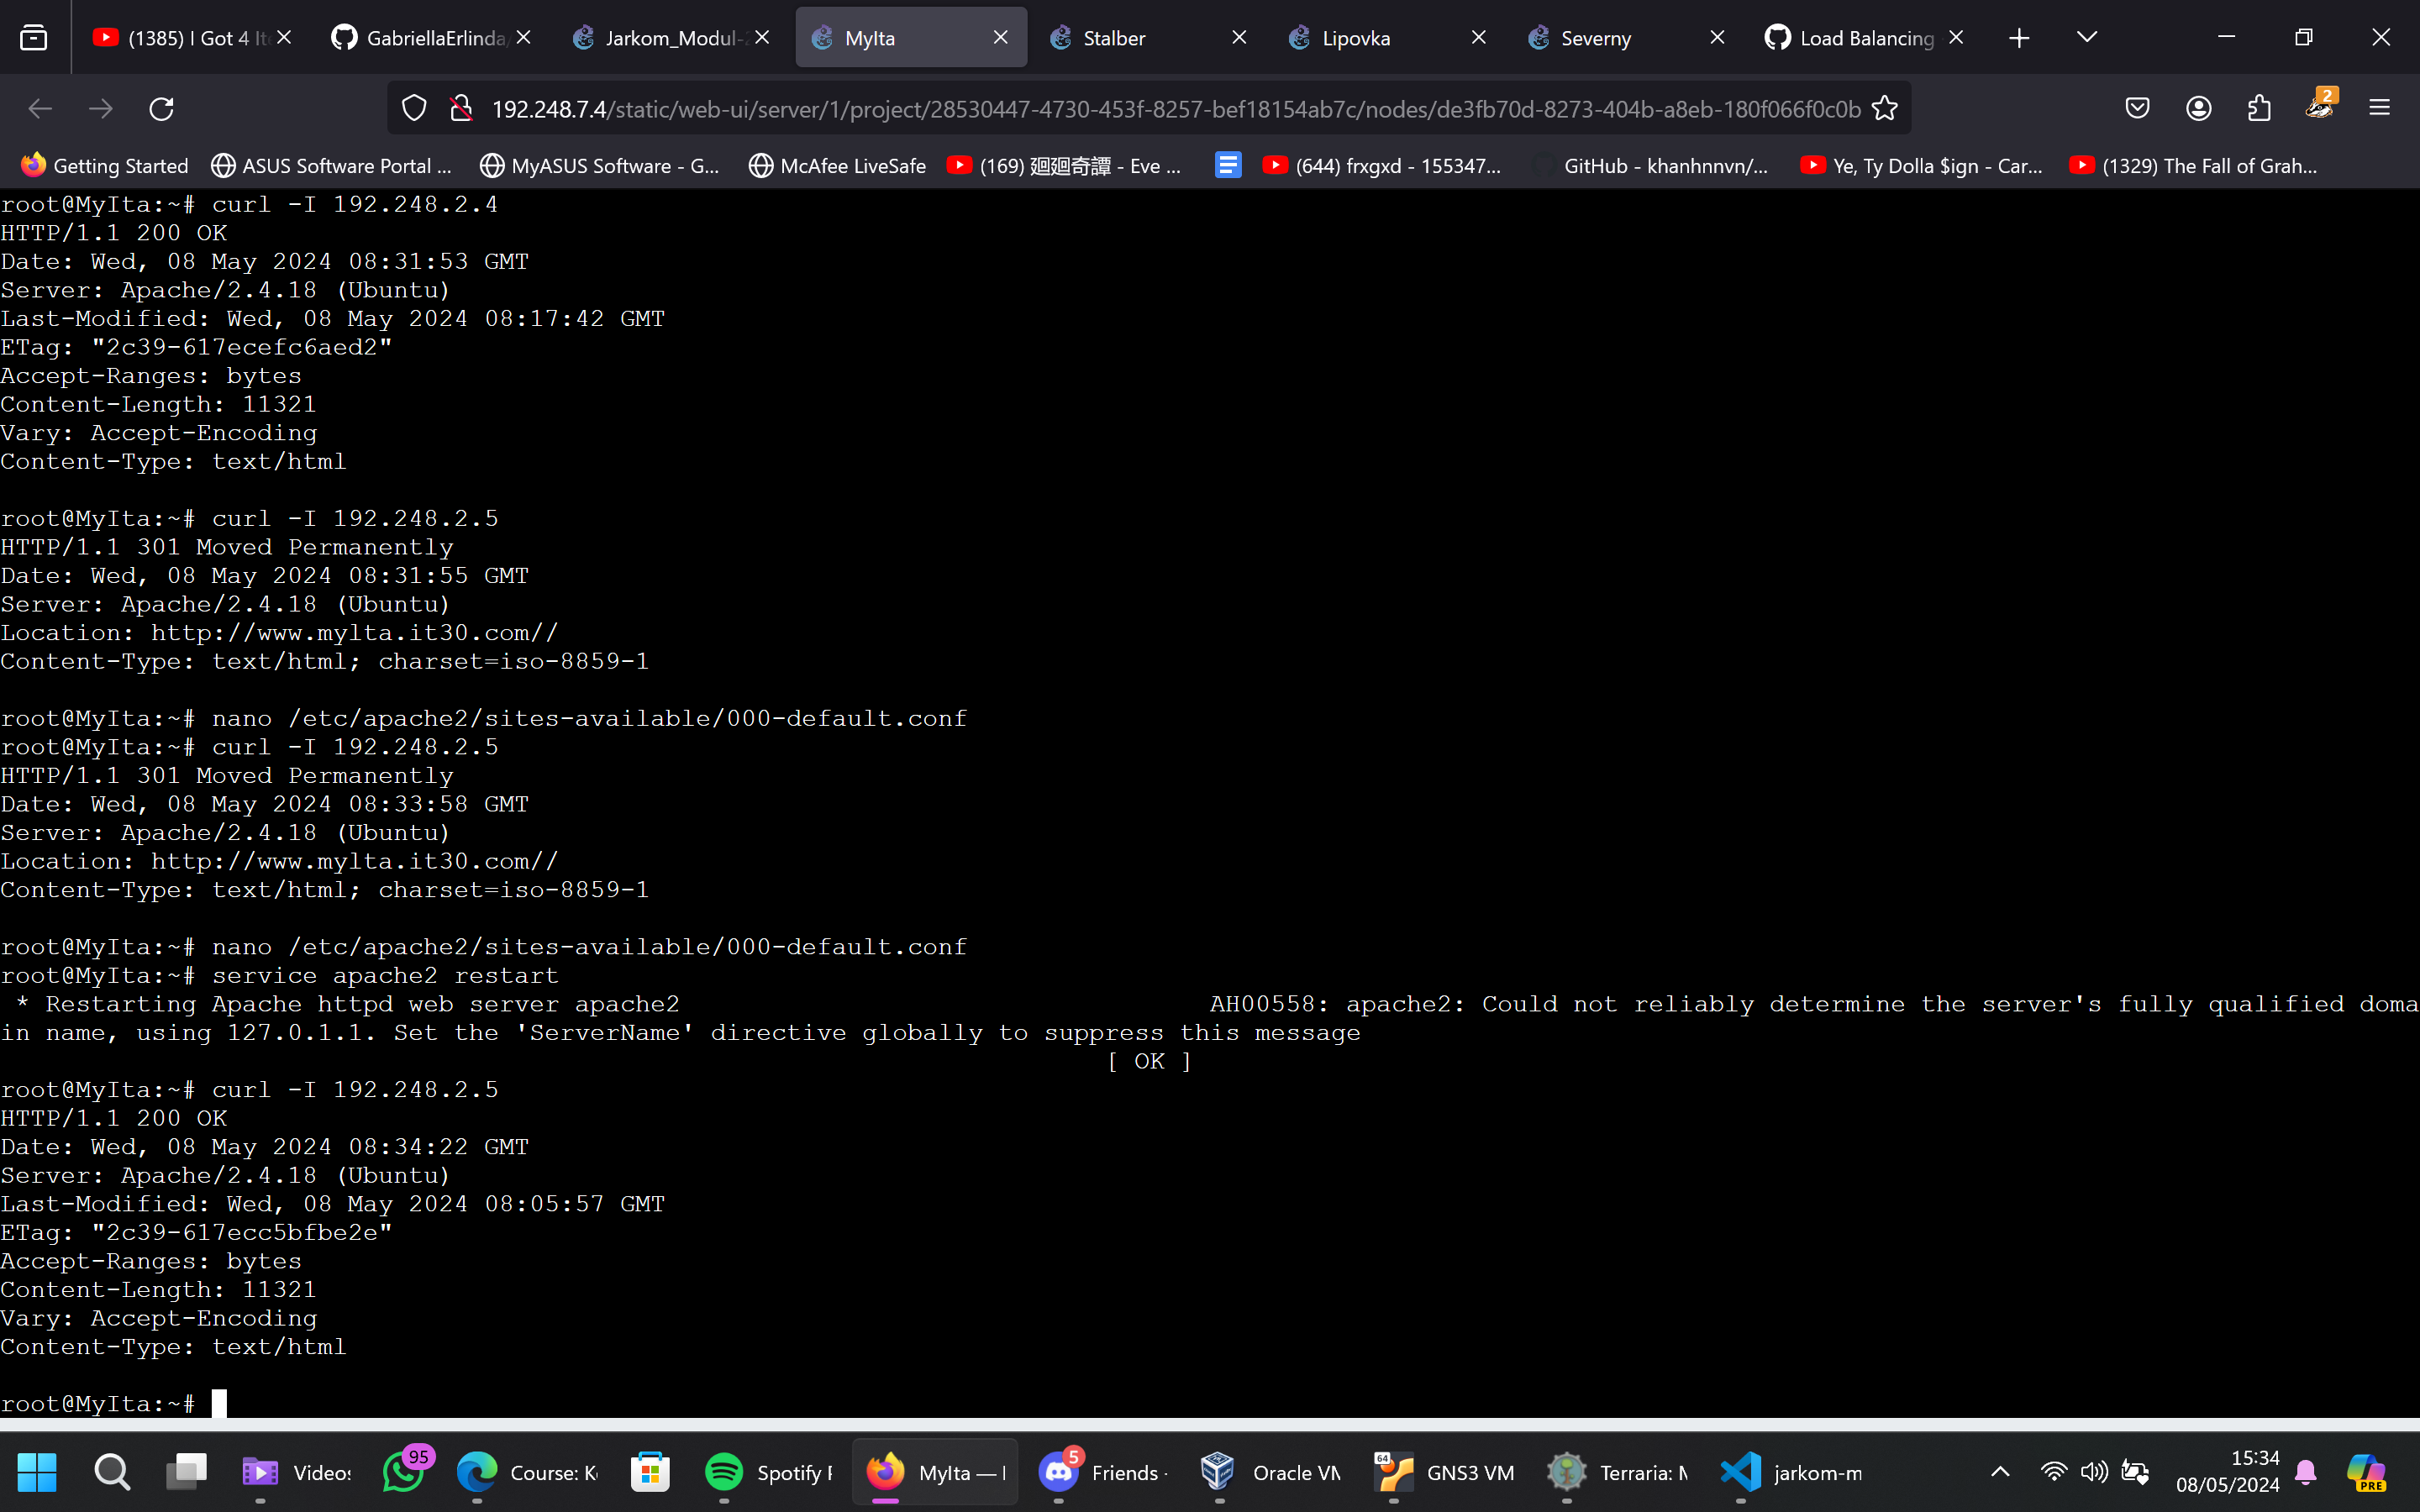 (1385) I Got 4 It
GabriellaErlinda/
Jarkom_Modul-2
MyIta
Stalber
Lipovka
Severny
Load Balancing
192.248.7.4/static/web-ui/server/1/project/28530447-4730-453f-8257-bef18154ab7c/nodes/de3fb70d-8273-404b-a8eb-180f066f0c0b
2
Getting Started
ASUS Software Portal ...
MyASUS Software - G...
McAfee LiveSafe
(169) 廻廻奇譚 - Eve ...
(644) frxgxd - 155347...
GitHub - khanhnnvn/...
Ye, Ty Dolla $ign - Car...
(1329) The Fall of Grah...
root@MyIta:~# curl -I 192.248.2.4
HTTP/1.1 200 OK
Date: Wed, 08 May 2024 08:31:53 GMT
Server: Apache/2.4.18 (Ubuntu)
Last-Modified: Wed, 08 May 2024 08:17:42 GMT
ETag: "2c39-617ecefc6aed2"
Accept-Ranges: bytes
Content-Length: 11321
Vary: Accept-Encoding
Content-Type: text/html
root@MyIta:~# curl -I 192.248.2.5
HTTP/1.1 301 Moved Permanently
Date: Wed, 08 May 2024 08:31:55 GMT
Server: Apache/2.4.18 (Ubuntu)
Location: http://www.mylta.it30.com//
Content-Type: text/html; charset=iso-8859-1
root@MyIta:~# nano /etc/apache2/sites-available/000-default.conf
root@MyIta:~# curl -I 192.248.2.5
HTTP/1.1 301 Moved Permanently
Date: Wed, 08 May 2024 08:33:58 GMT
Server: Apache/2.4.18 (Ubuntu)
Location: http://www.mylta.it30.com//
Content-Type: text/html; charset=iso-8859-1
root@MyIta:~# nano /etc/apache2/sites-available/000-default.conf
root@MyIta:~# service apache2 restart
* Restarting Apache httpd web server apache2 AH00558: apache2: Could not reliably determine the server's fully qualified doma
in name, using 127.0.1.1. Set the 'ServerName' directive globally to suppress this message
[ OK ]
root@MyIta:~# curl -I 192.248.2.5
HTTP/1.1 200 OK
Date: Wed, 08 May 2024 08:34:22 GMT
Server: Apache/2.4.18 (Ubuntu)
Last-Modified: Wed, 08 May 2024 08:05:57 GMT
ETag: "2c39-617ecc5bfbe2e"
Accept-Ranges: bytes
Content-Length: 11321
Vary: Accept-Encoding
Content-Type: text/html
root@MyIta:~#
Videos
95
Course: K
Spotify
MyIta —
5
Friends -
Oracle VM
64
GNS3 VM
Terraria: M
jarkom-m
15:34
08/05/2024
PRE